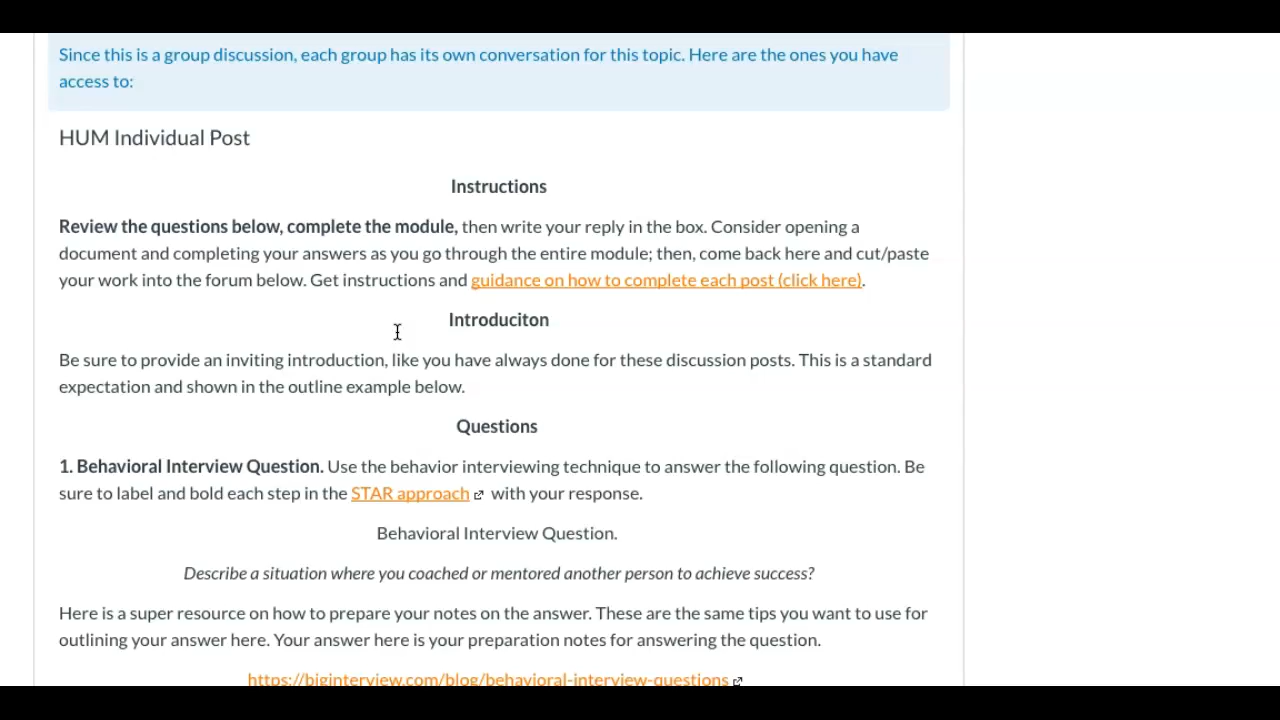 Since this is a group discussion, each group has its own conversation for this topic. Here are the ones you have
access to:
HUM Individual Post
Instructions
Review the questions below, complete the module, then write your reply in the box. Consider opening a
document and completing your answers as you go through the entire module; then, come back here and cut/paste
your work into the forum below. Get instructions and guidance on how to complete each post (click here).
Introduciton
Be sure to provide an inviting introduction, like you have always done for these discussion posts. This is a standard
expectation and shown in the outline example below.
Questions
1. Behavioral Interview Question. Use the behavior interviewing technique to answer the following question. Be
sure to label and bold each step in the STAR approach with your response.
Behavioral Interview Question.
Describe a situation where you coached or mentored another person to achieve success?
Here is a super resource on how to prepare your notes on the answer. These are the same tips you want to use for
outlining your answer here. Your answer here is your preparation notes for answering the question.
https://biginterview.com/blog/behavioral-interview-questions